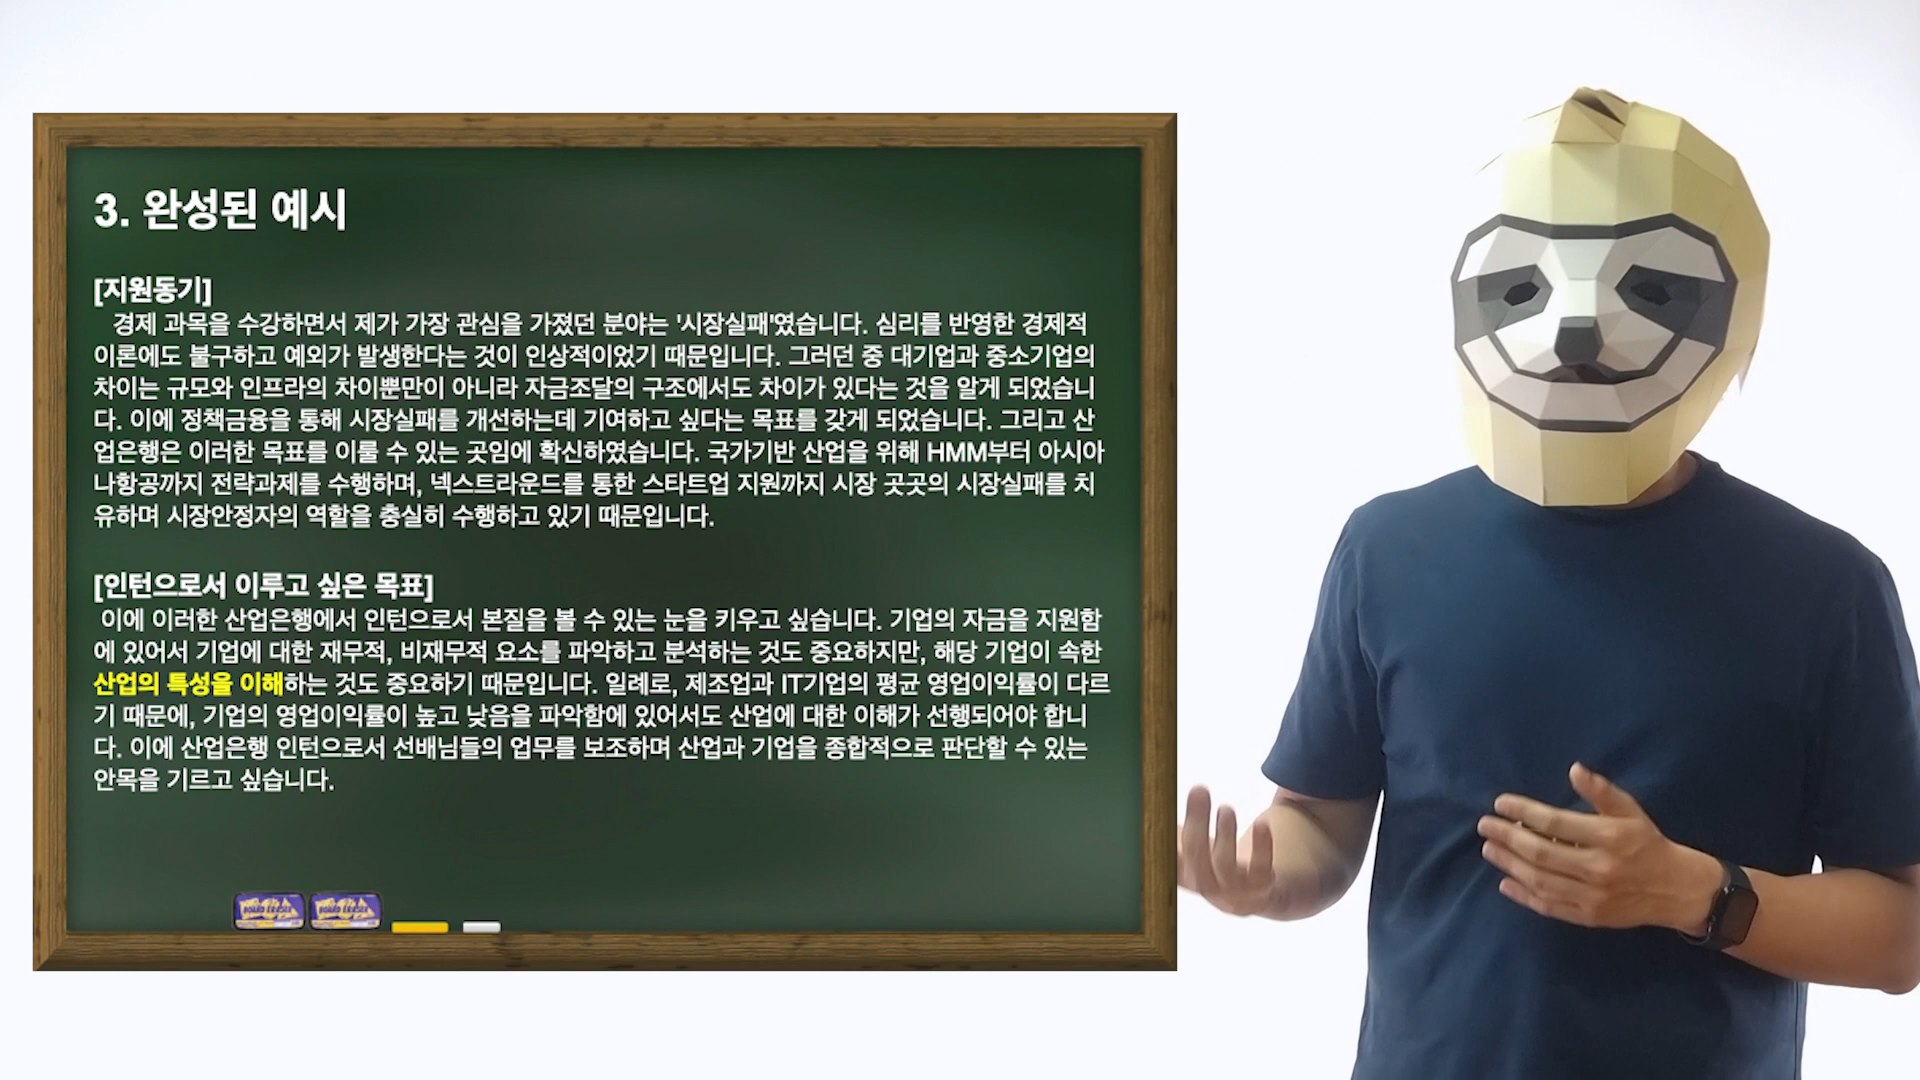 3. 완성된 예시
[지원동기]
경제 과목을 수강하면서 제가 가장 관심을 가졌던 분야는 '시장실패'였습니다. 심리를 반영한 경제적
이론에도 불구하고 예외가 발생한다는 것이 인상적이었기 때문입니다. 그러던 중 대기업과 중소기업의
차이는 규모와 인프라의 차이뿐만이 아니라 자금조달의 구조에서도 차이가 있다는 것을 알게 되었습니
다. 이에 정책금융을 통해 시장실패를 개선하는데 기여하고 싶다는 목표를 갖게 되었습니다. 그리고 산
업은행은 이러한 목표를 이룰 수 있는 곳임에 확신하였습니다. 국가기반 산업을 위해 HMM부터 아시아
나항공까지 전략과제를 수행하며, 넥스트라운드를 통한 스타트업 지원까지 시장 곳곳의 시장실패를 치
유하며 시장안정자의 역할을 충실히 수행하고 있기 때문입니다.
[인턴으로서 이루고 싶은 목표]
이에 이러한 산업은행에서 인턴으로서 본질을 볼 수 있는 눈을 키우고 싶습니다. 기업의 자금을 지원함
에 있어서 기업에 대한 재무적, 비재무적 요소를 파악하고 분석하는 것도 중요하지만, 해당 기업이 속한
산업의 특성을 이해하는 것도 중요하기 때문입니다. 일례로, 제조업과 IT기업의 평균 영업이익률이 다르
기 때문에, 기업의 영업이익률이 높고 낮음을 파악함에 있어서도 산업에 대한 이해가 선행되어야 합니
다. 이에 산업은행 인턴으로서 선배님들의 업무를 보조하며 산업과 기업을 종합적으로 판단할 수 있는
안목을 기르고 싶습니다.
BOARD ERASER
BOARD ERASER